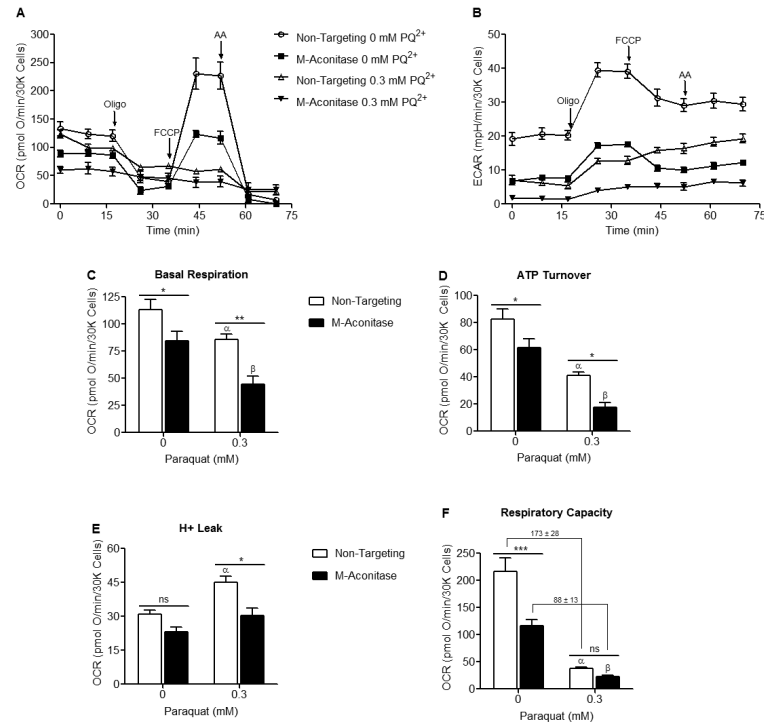 A
OCR (pmol O/min/30K Cells)
300
250
200
150
100
50
0
0 15 30 45 60 75
Time (min)
Oligo
FCCP
AA
Non-Targeting 0 mM PQ²⁺
M-Aconitase 0 mM PQ²⁺
Non-Targeting 0.3 mM PQ²⁺
M-Aconitase 0.3 mM PQ²⁺
B
ECAR (mpH/min/30K Cells)
50
40
30
20
10
0
0 15 30 45 60 75
Time (min)
Oligo
FCCP
AA
C
Basal Respiration
OCR (pmol O/min/30K Cells)
125
100
75
50
25
0
*
α
**
β
0 0.3
Paraquat (mM)
Non-Targeting
M-Aconitase
D
ATP Turnover
OCR (pmol O/min/30K Cells)
100
80
60
40
20
0
*
*
α
β
0 0.3
Paraquat (mM)
E
H+ Leak
OCR (pmol O/min/30K Cells)
60
45
30
15
0
ns
*
α
0 0.3
Paraquat (mM)
Non-Targeting
M-Aconitase
F
Respiratory Capacity
OCR (pmol O/min/30K Cells)
250
200
150
100
50
0
173 ± 28
***
88 ± 13
ns
α
β
0 0.3
Paraquat (mM)